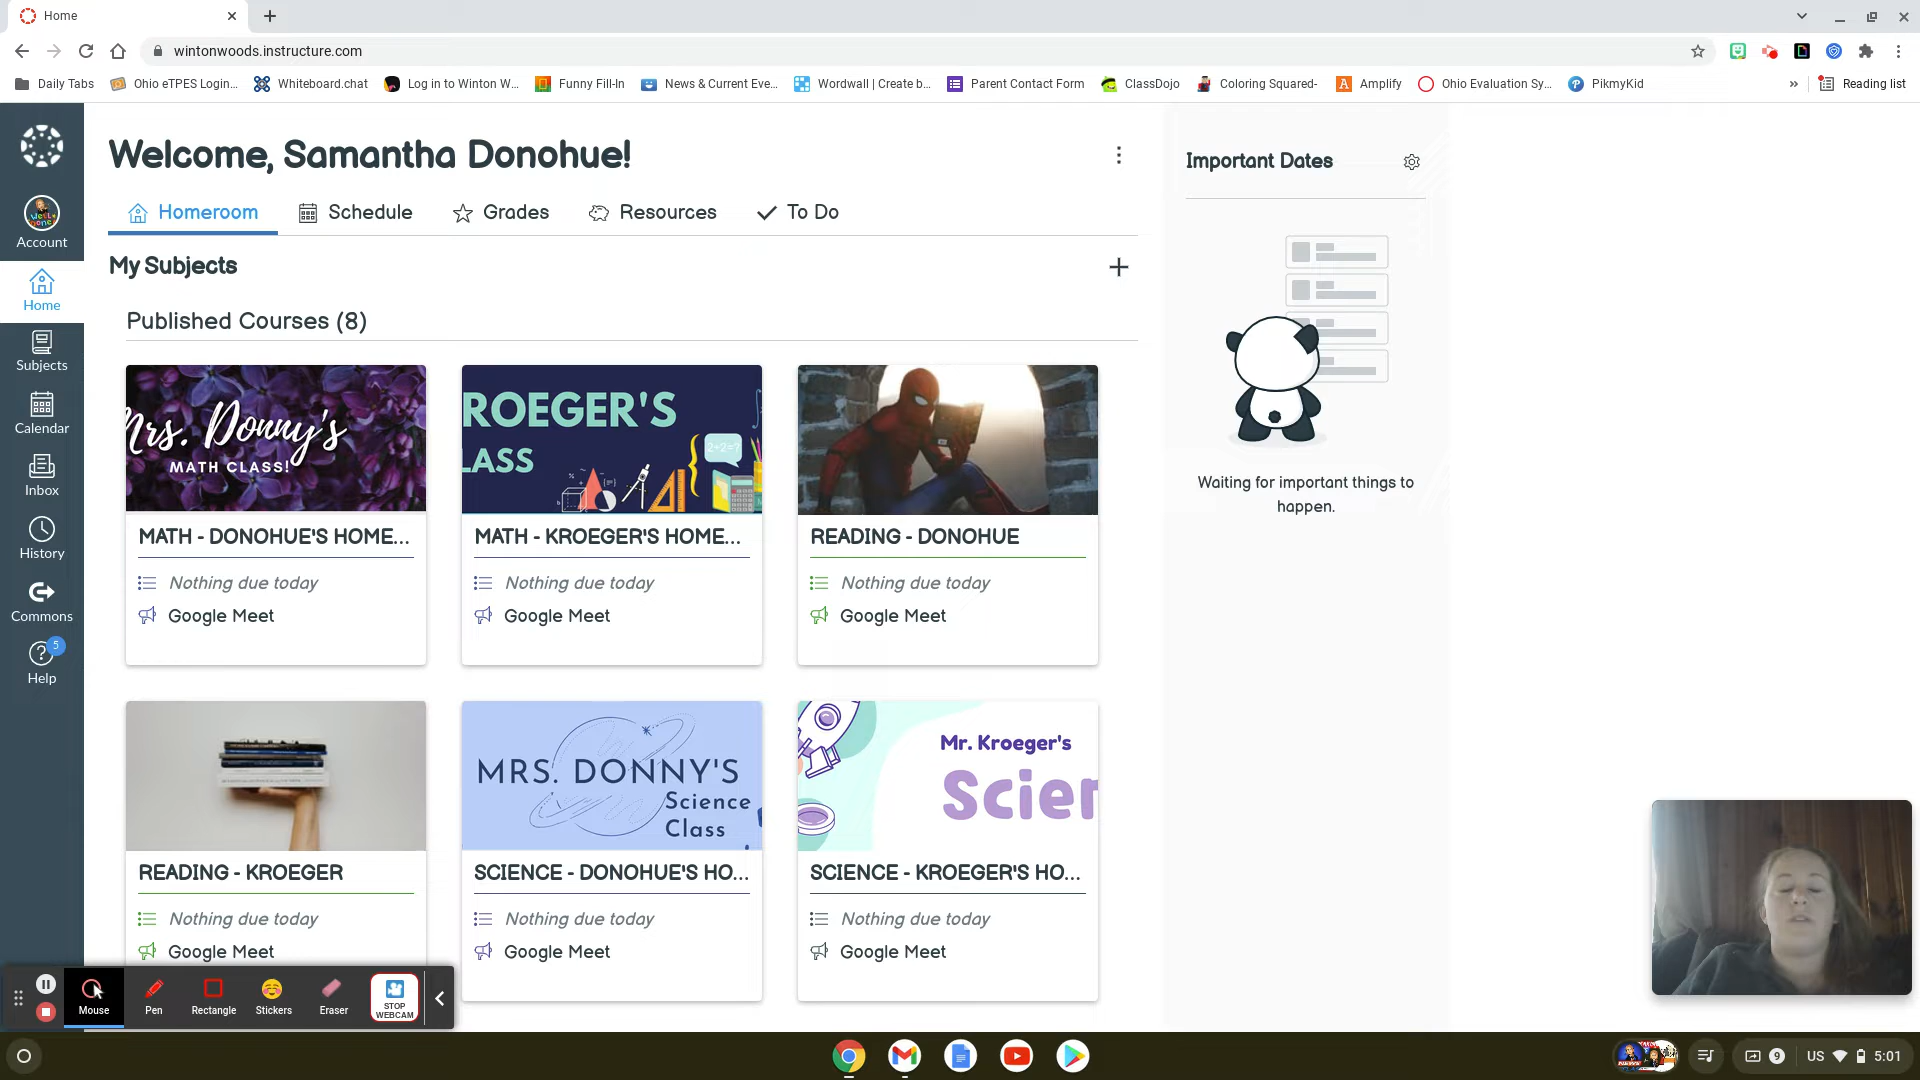 Home
wintonwoods.instructure.com
Daily Tabs
Ohio eTPES Login...
Whiteboard.chat
Log in to Winton W...
Funny Fill-In
News & Current Eve...
Wordwall | Create b...
Parent Contact Form
ClassDojo
Coloring Squared-
Amplify
Ohio Evaluation Sy...
PikmyKid
»
Reading list
Account
Home
Subjects
Calendar
Inbox
History
Commons
5
Help
Welcome, Samantha Donohue!
Homeroom
Schedule
Grades
Resources
To Do
My Subjects
Published Courses (8)
Mrs. Donny's
MATH CLASS!
MATH - DONOHUE'S HOME...
Nothing due today
Google Meet
ROEGER'S
LASS
2+2=?
MATH - KROEGER'S HOME...
Nothing due today
Google Meet
READING - DONOHUE
Nothing due today
Google Meet
READING - KROEGER
Nothing due today
Google Meet
MRS. DONNY'S
Science
Class
SCIENCE - DONOHUE'S HO...
Nothing due today
Google Meet
Mr. Kroeger's
Scien
SCIENCE - KROEGER'S HO...
Nothing due today
Google Meet
Important Dates
Waiting for important things to
happen.
Mouse
Pen
Rectangle
Stickers
Eraser
STOP
WEBCAM
9
US
5:01